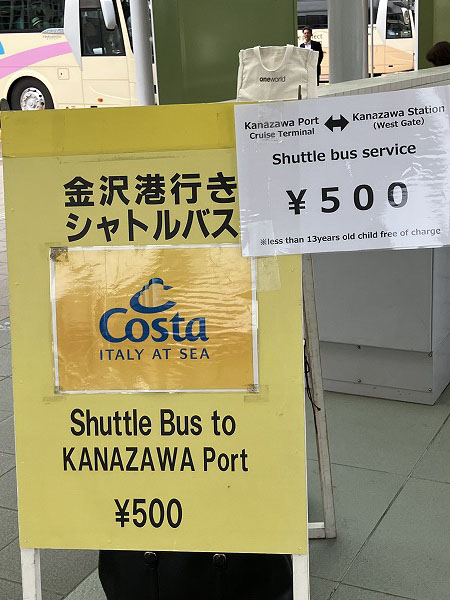 oneworld
Kanazawa Port ↔ Kanazawa Station
Cruise Terminal (West Gate)
Shuttle bus service
¥500
※less than 13years old child free of charge
金沢港行き
シャトルバス
Costa
ITALY AT SEA
Shuttle Bus to
KANAZAWA Port
¥500